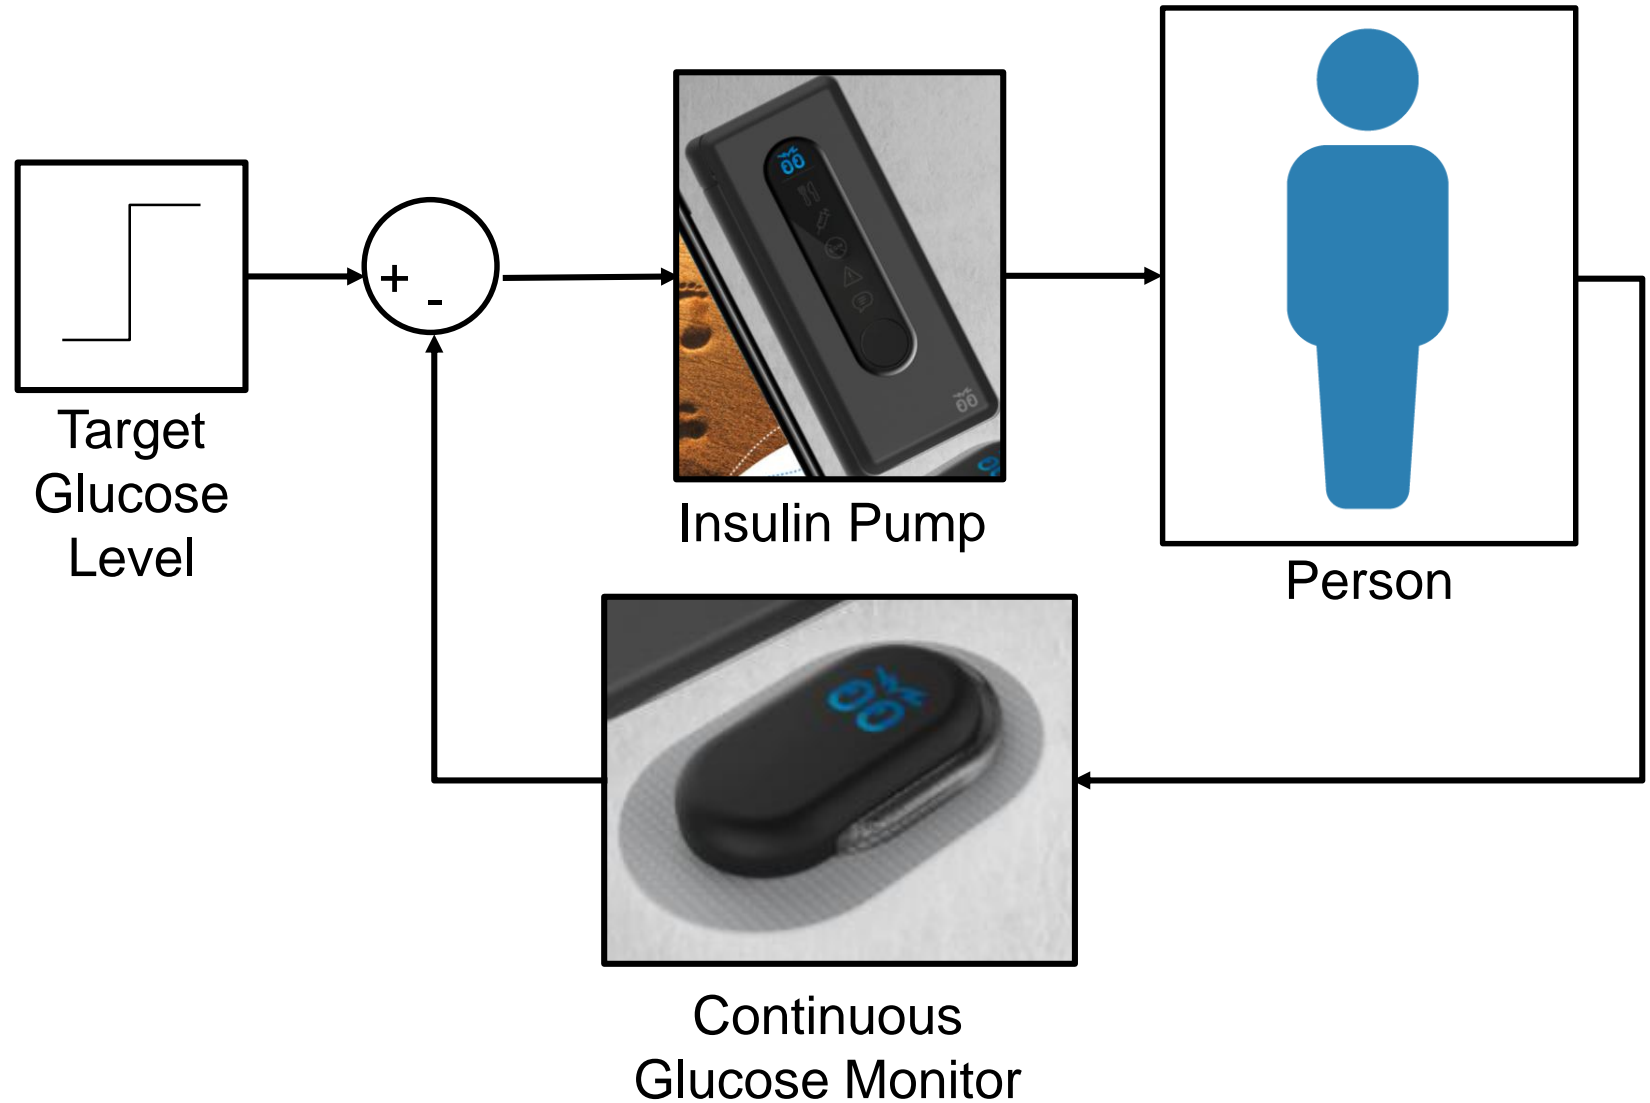 Target
Glucose
Level
+
-
Insulin Pump
Person
Continuous
Glucose Monitor